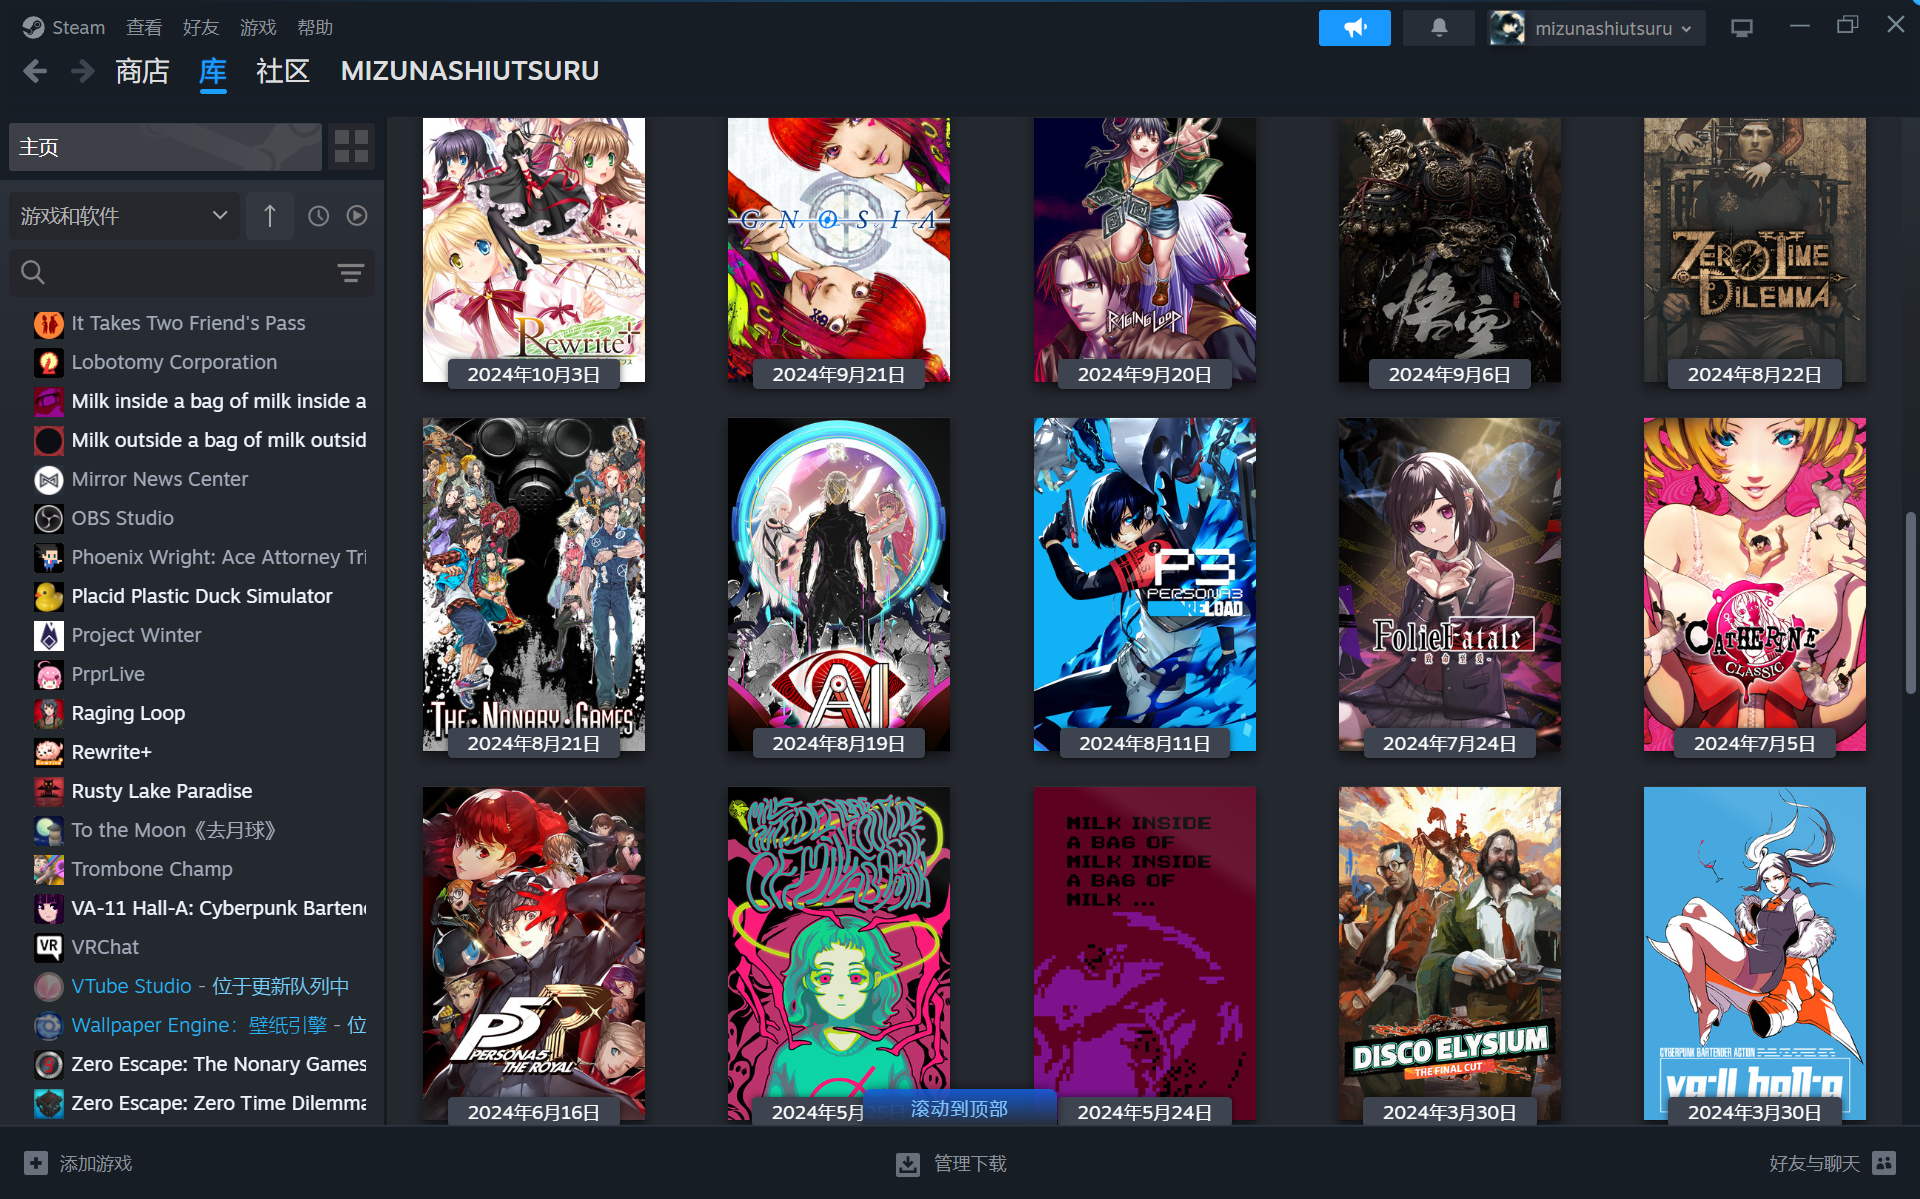 Steam 查看 好友 游戏 帮助
mizunashiutsuru
商店 库 社区 MIZUNASHIUTSURU
主页
游戏和软件
It Takes Two Friend's Pass
Lobotomy Corporation
Milk inside a bag of milk inside a
Milk outside a bag of milk outsid
Mirror News Center
OBS Studio
Phoenix Wright: Ace Attorney Tri
Placid Plastic Duck Simulator
Project Winter
PrprLive
Raging Loop
Rewrite+
Rusty Lake Paradise
To the Moon《去月球》
Trombone Champ
VA-11 Hall-A: Cyberpunk Bartend
VR
VRChat
VTube Studio - 位于更新队列中
Wallpaper Engine：壁纸引擎 - 位
Zero Escape: The Nonary Games
Zero Escape: Zero Time Dilemma
Rewrite+
GNOSIA
RAGING LOOP
悟空
ZERO TIME DILEMMA
2024年10月3日
2024年9月21日
2024年9月20日
2024年9月6日
2024年8月22日
THE·NONARY·GAMES
AI
P3
PERSONA3
RELOAD
FolieFatale
CATHERINE
CLASSIC
2024年8月21日
2024年8月19日
2024年8月11日
2024年7月24日
2024年7月5日
P5R
PERSONA5
THE ROYAL
MILK INSIDE
A BAG OF
MILK INSIDE
A BAG OF
MILK ...
DISCO ELYSIUM
THE FINAL CUT
CYBERPUNK BARTENDER ACTION
va-11 hall-a
2024年6月16日
2024年5月25日
2024年5月24日
2024年3月30日
2024年3月30日
滚动到顶部
添加游戏
管理下载
好友与聊天